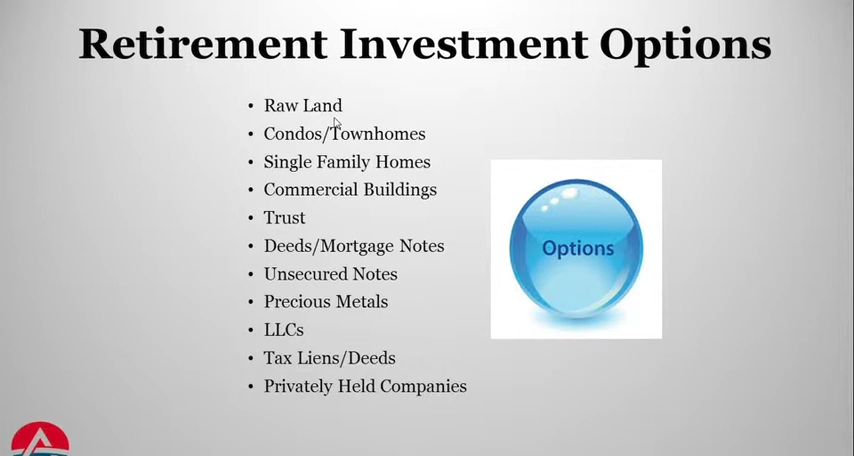 Retirement Investment Options
• Raw Land
• Condos/Townhomes
• Single Family Homes
• Commercial Buildings
• Trust
• Deeds/Mortgage Notes
• Unsecured Notes
• Precious Metals
• LLCs
• Tax Liens/Deeds
• Privately Held Companies
Options